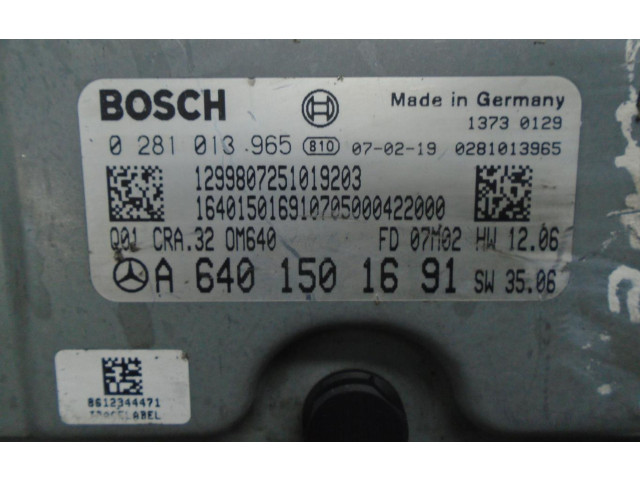 BOSCH
Made in Germany
1373 0129
0 281 013 965 810 07-02-19 0281013965
1299807251019203
164015016910705000422000
Q01 CRA.32 OM640 FD 07M02 HW 12.06
A 640 150 16 91 SW 35.06
8612344471
TRACELABEL